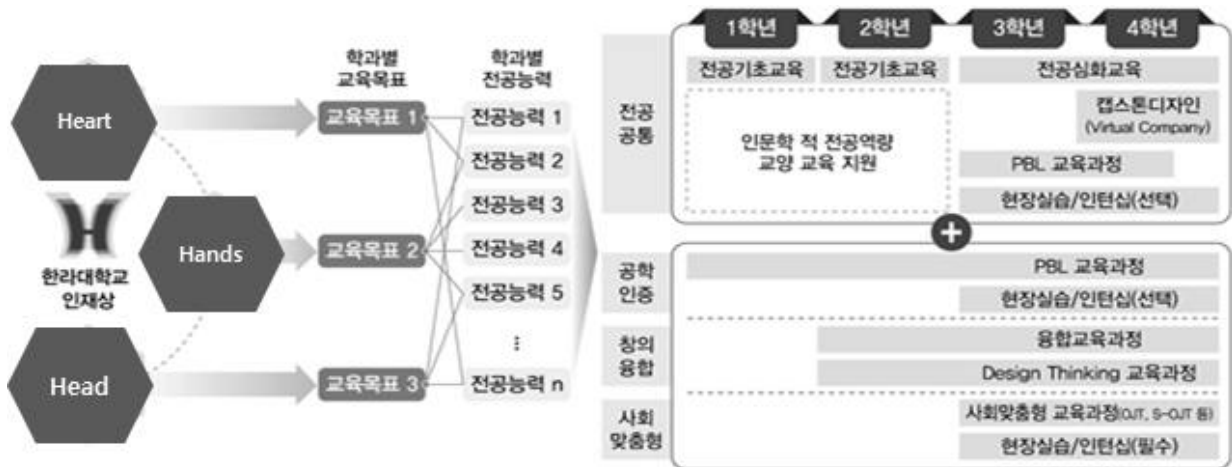 Heart
Hands
Head
한라대학교
인재상
학과별
교육목표
교육목표 1
교육목표 2
교육목표 3
학과별
전공능력
전공능력 1
전공능력 2
전공능력 3
전공능력 4
전공능력 5
⋮
전공능력 n
1학년
2학년
3학년
4학년
전공
공통
전공기초교육
전공기초교육
전공심화교육
인문학 적 전공역량
교양 교육 지원
캡스톤디자인
(Virtual Company)
PBL 교육과정
현장실습/인턴십(선택)
+
공학
인증
PBL 교육과정
현장실습/인턴십(선택)
창의
융합
융합교육과정
Design Thinking 교육과정
사회
맞춤형
사회맞춤형 교육과정(OJT, S-OJT 등)
현장실습/인턴십(필수)